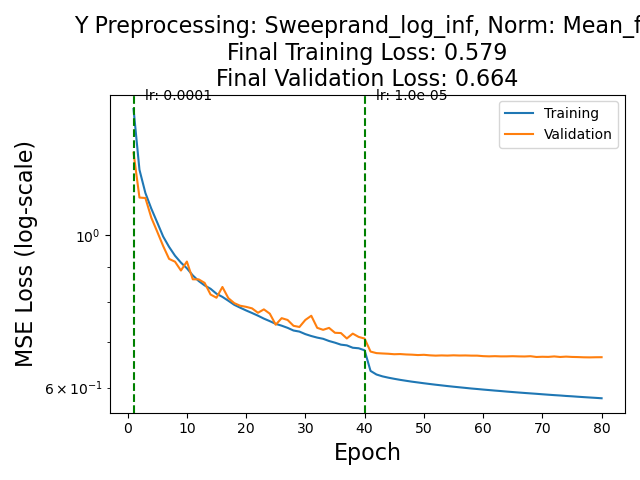 Y Preprocessing: Sweeprand_log_inf, Norm: Mean_f
Final Training Loss: 0.579
Final Validation Loss: 0.664
lr: 0.0001
lr: 1.0e-05
Training
Validation
MSE Loss (log-scale)
10⁰
6 × 10⁻¹
0 10 20 30 40 50 60 70 80
Epoch